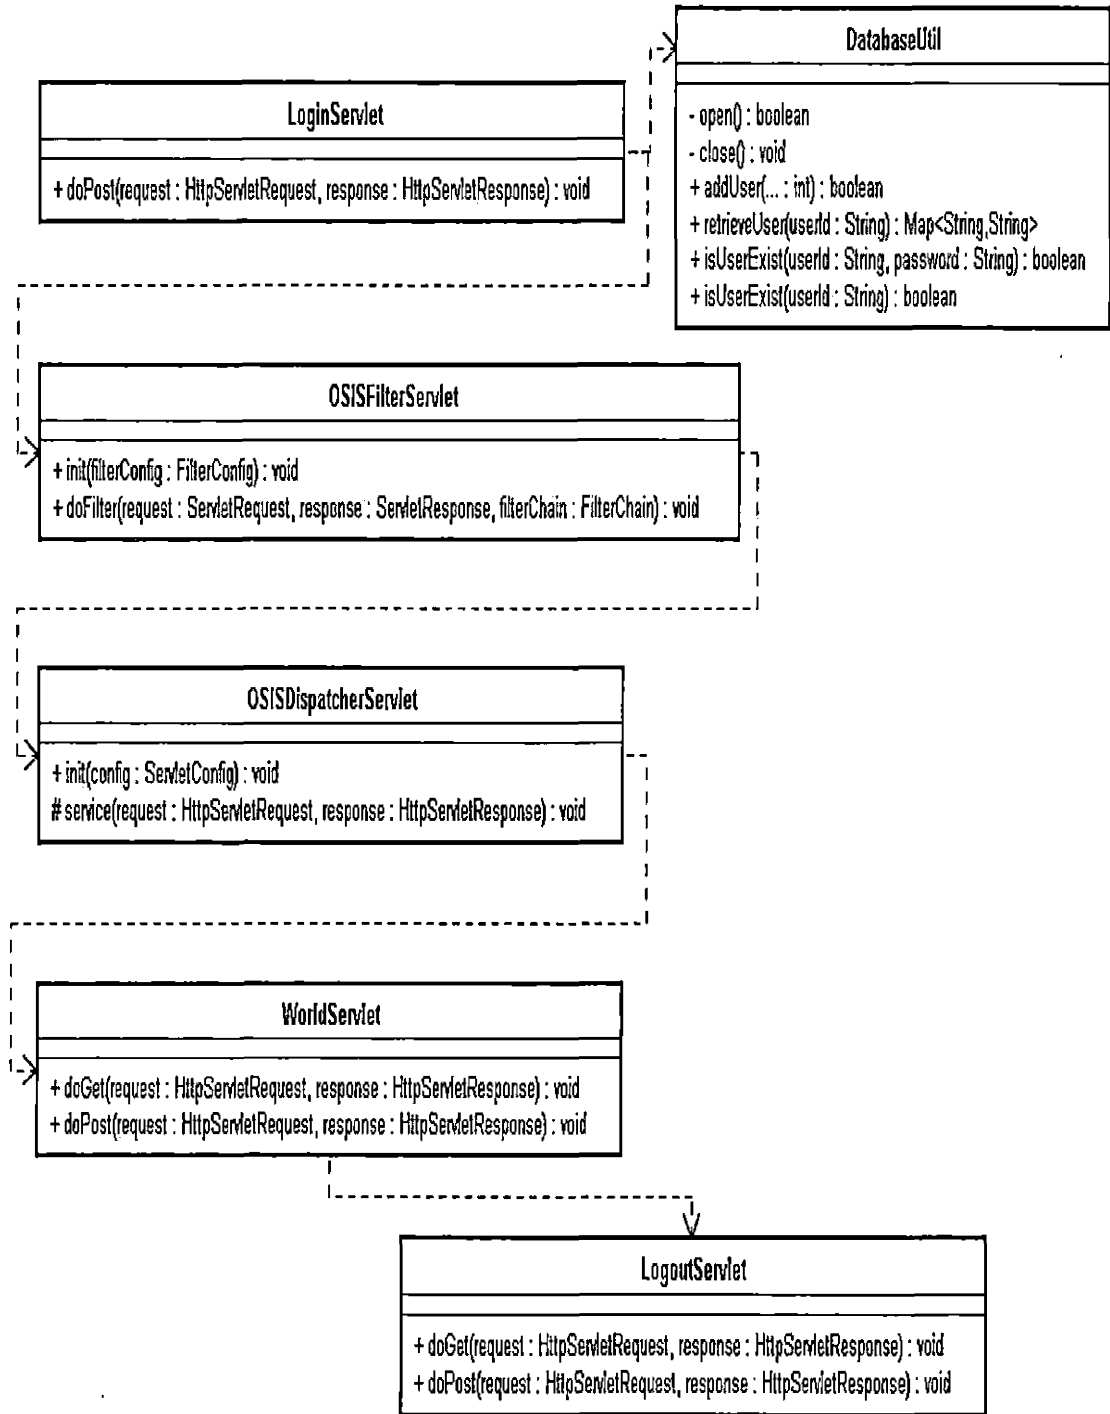 DatabaseUtil
- open() : boolean
- close() : void
+ addUser(... : int) : boolean
+ retrieveUser(userId : String) : Map<String,String>
+ isUserExist(userId : String, password : String) : boolean
+ isUserExist(userId : String) : boolean
LoginServlet
+ doPost(request : HttpServletRequest, response : HttpServletResponse) : void
OSISFilterServlet
+ init(filterConfig : FilterConfig) : void
+ doFilter(request : ServletRequest, response : ServletResponse, filterChain : FilterChain) : void
OSISDispatcherServlet
+ init(config : ServletConfig) : void
# service(request : HttpServletRequest, response : HttpServletResponse) : void
WorldServlet
+ doGet(request : HttpServletRequest, response : HttpServletResponse) : void
+ doPost(request : HttpServletRequest, response : HttpServletResponse) : void
LogoutServlet
+ doGet(request : HttpServletRequest, response : HttpServletResponse) : void
+ doPost(request : HttpServletRequest, response : HttpServletResponse) : void